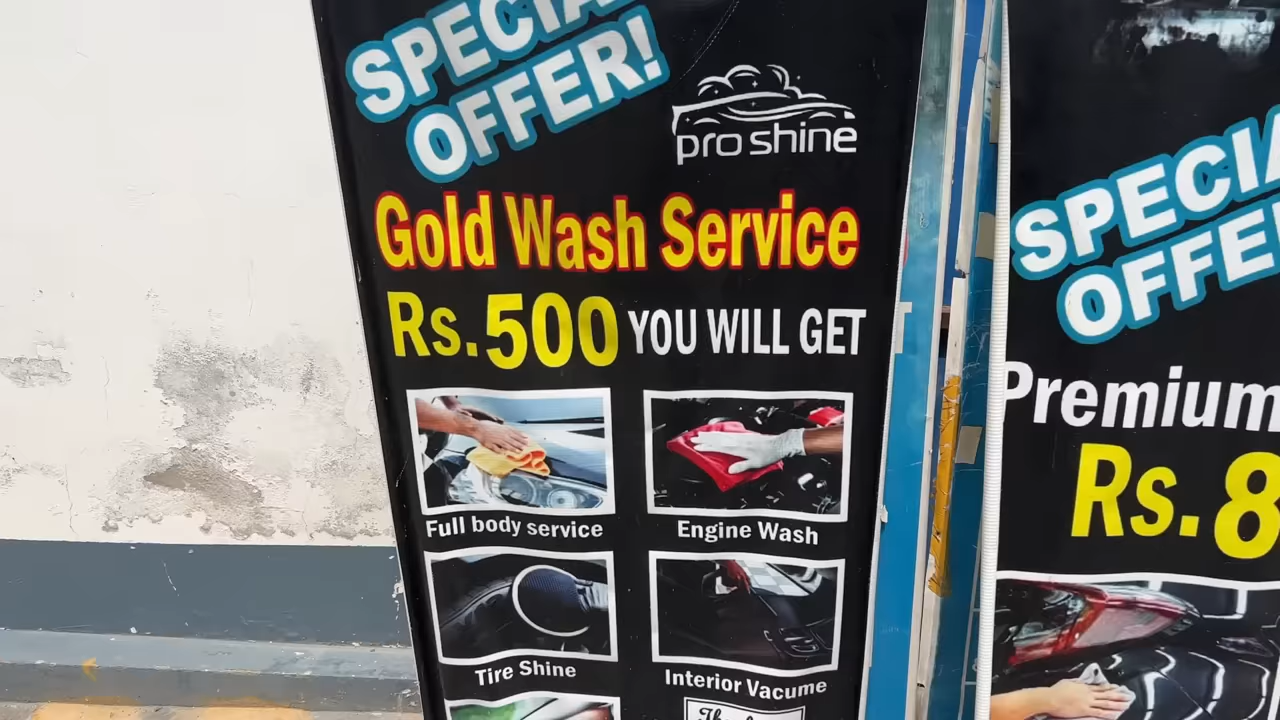 SPECIAL
OFFER!
pro shine
Gold Wash Service
Rs.500 YOU WILL GET
Full body service
Engine Wash
Tire Shine
Interior Vacume
SPECIA
OFFE
Premium
Rs.8